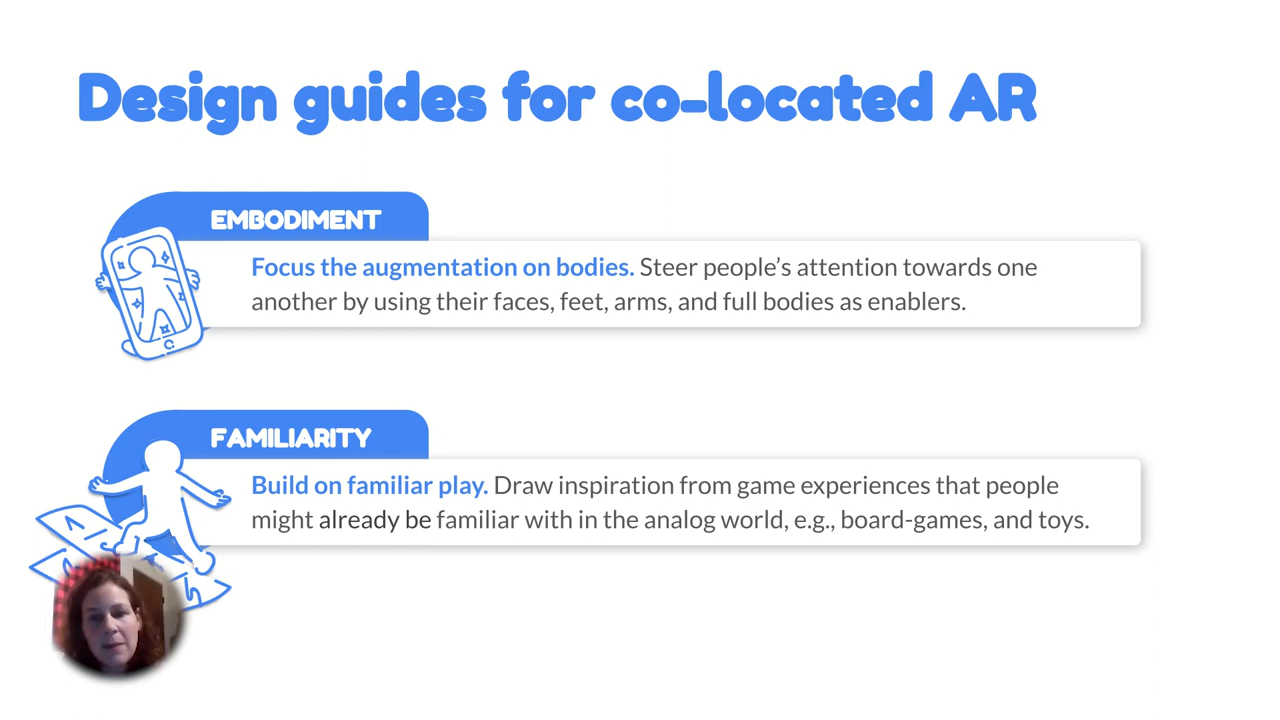 Design guides for co-located AR
EMBODIMENT
Focus the augmentation on bodies. Steer people’s attention towards one
another by using their faces, feet, arms, and full bodies as enablers.
FAMILIARITY
Build on familiar play. Draw inspiration from game experiences that people
might already be familiar with in the analog world, e.g., board-games, and toys.